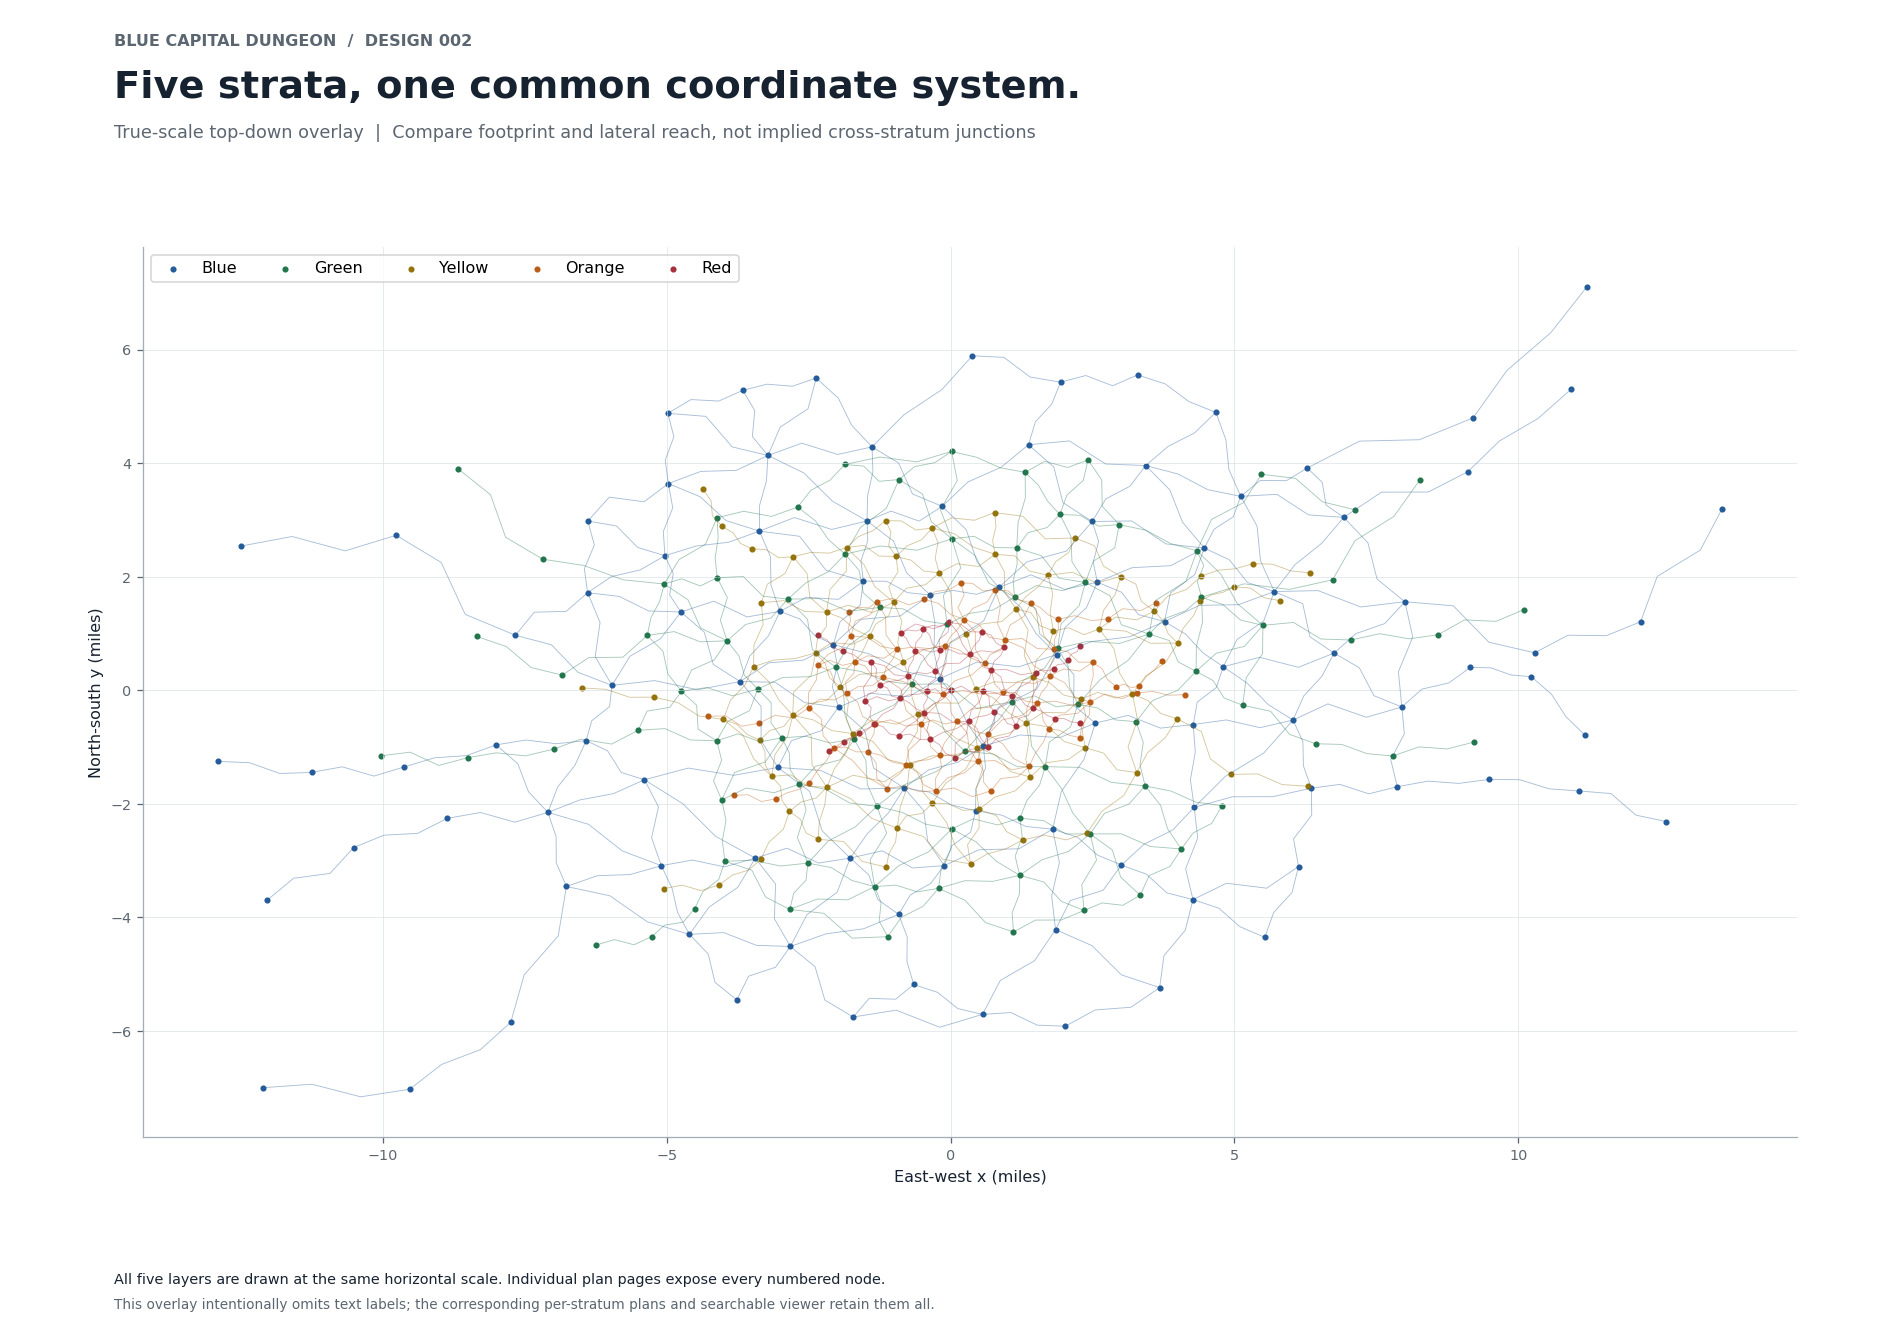 BLUE CAPITAL DUNGEON / DESIGN 002
Five strata, one common coordinate system.
True-scale top-down overlay | Compare footprint and lateral reach, not implied cross-stratum junctions
Blue Green Yellow Orange Red
6
4
2
0
−2
−4
−6
North-south y (miles)
−10 −5 0 5 10
East-west x (miles)
All five layers are drawn at the same horizontal scale. Individual plan pages expose every numbered node.
This overlay intentionally omits text labels; the corresponding per-stratum plans and searchable viewer retain them all.